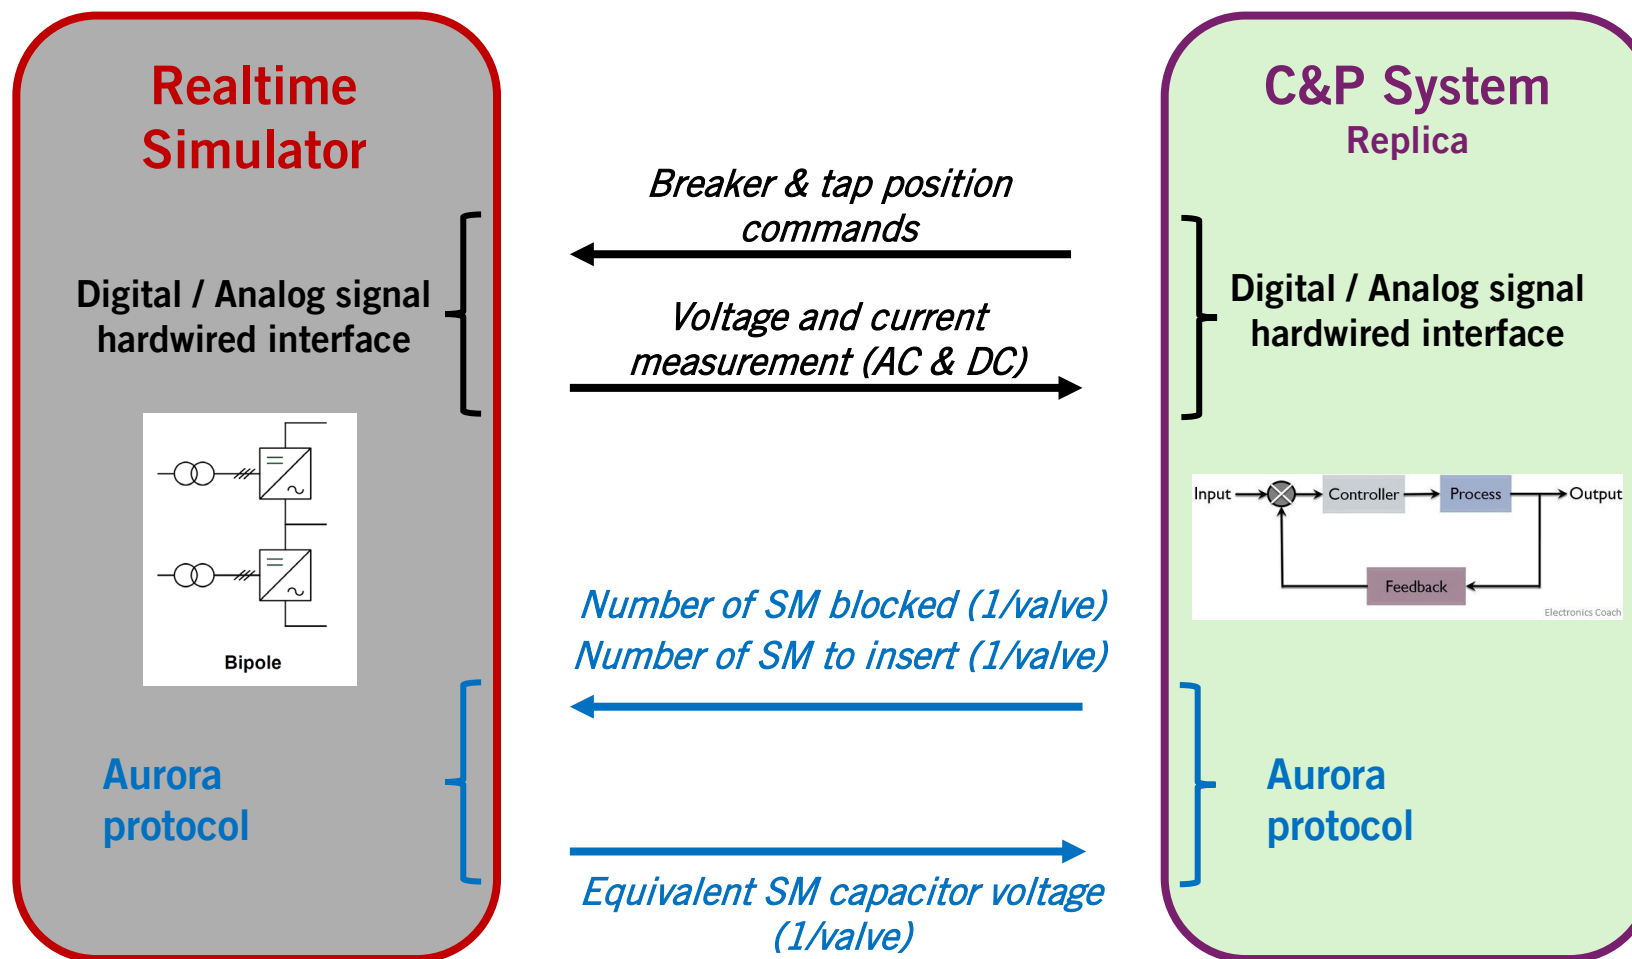 Realtime
Simulator
Digital / Analog signal
hardwired interface
Bipole
Aurora
protocol
Breaker & tap position
commands
Voltage and current
measurement (AC & DC)
Number of SM blocked (1/valve)
Number of SM to insert (1/valve)
Equivalent SM capacitor voltage
(1/valve)
C&P System
Replica
Digital / Analog signal
hardwired interface
Input
Controller
Process
Output
Feedback
Electronics Coach
Aurora
protocol